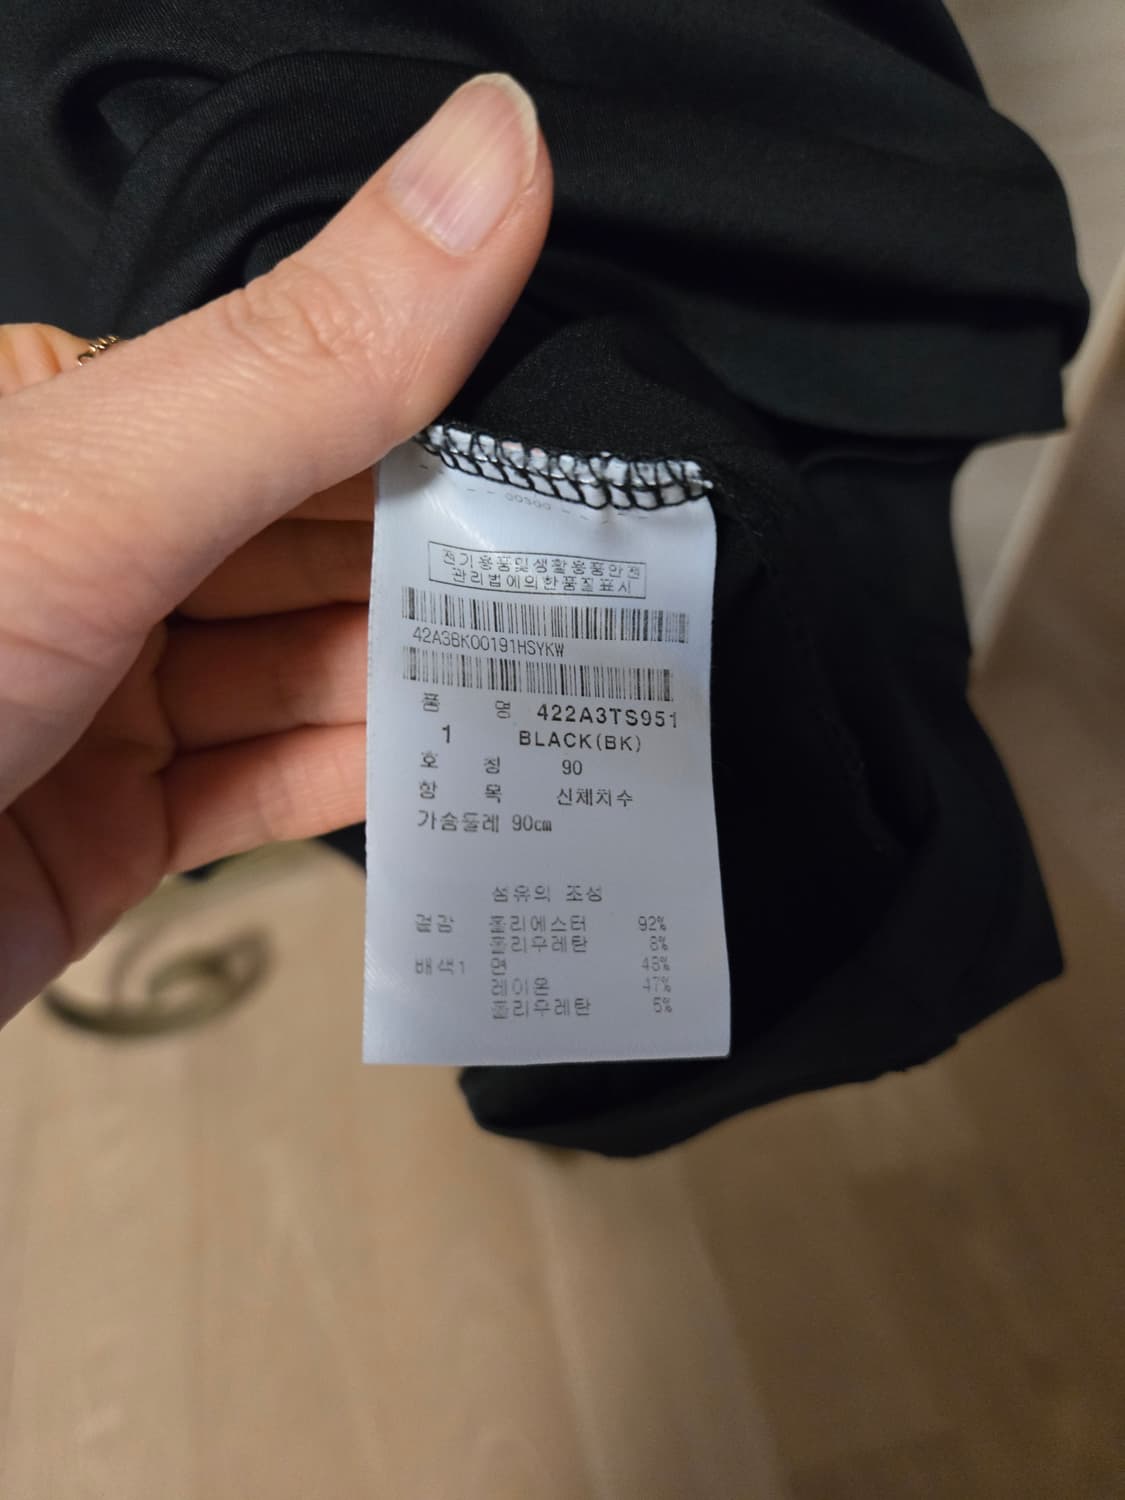 00300
전기용품및생활용품안전
관리법에의한품질표시
42A3BK00191HSYKW
품 명 422A3TS951
1 BLACK(BK)
호 칭 90
항 목 신체치수
가슴둘레 90㎝
섬유의 조성
겉감 폴리에스터 92%
폴리우레탄 8%
배색1 면 48%
레이온 47%
폴리우레탄 5%